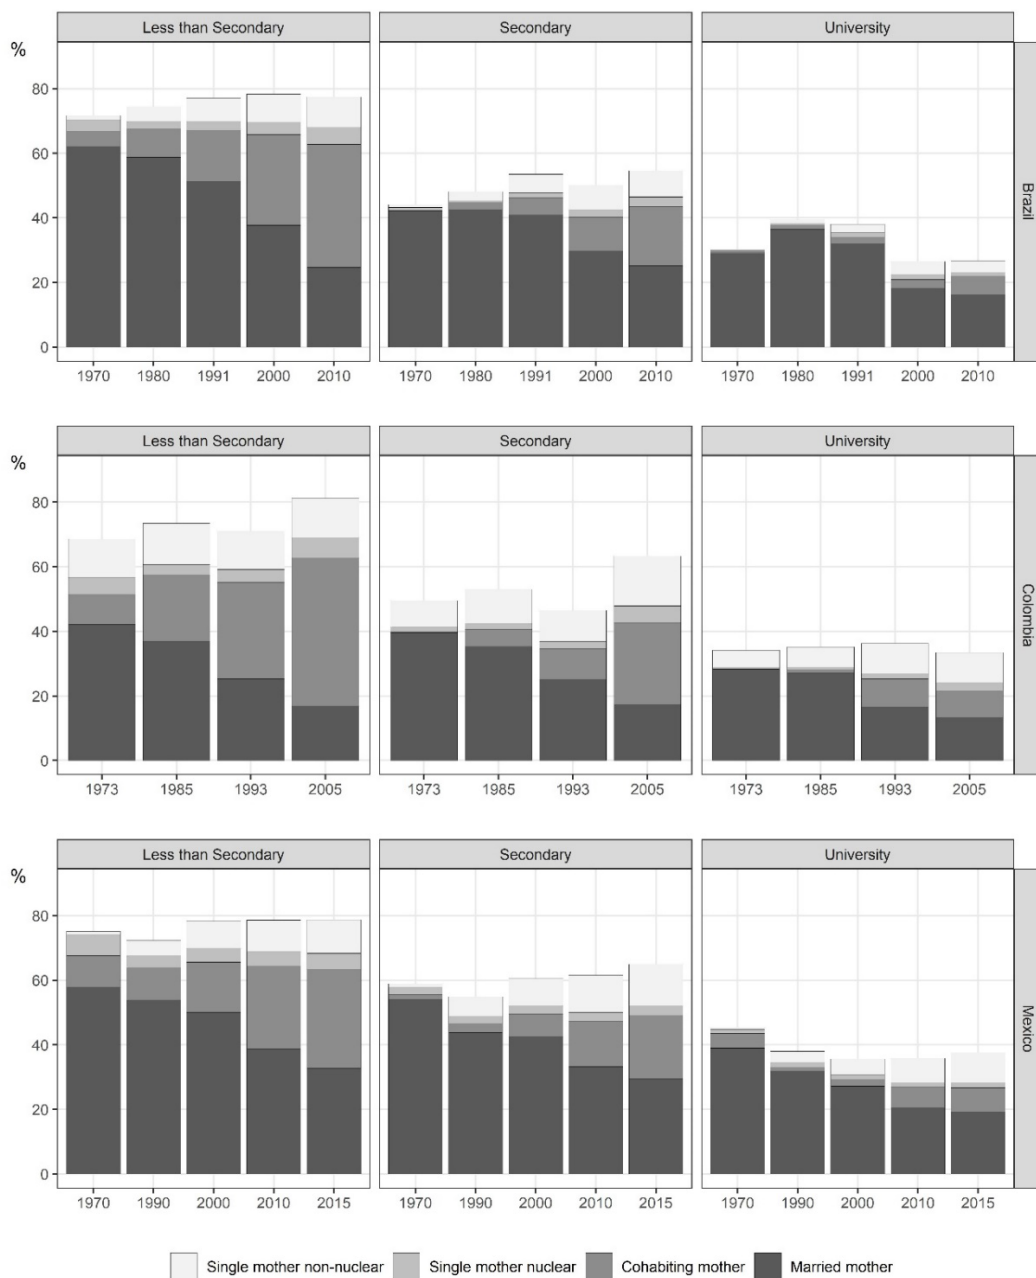 Less than Secondary Secondary University
%
80
60
40
20
0
Brazil
1970 1980 1991 2000 2010 1970 1980 1991 2000 2010 1970 1980 1991 2000 2010
Less than Secondary Secondary University
%
80
60
40
20
0
Colombia
1973 1985 1993 2005 1973 1985 1993 2005 1973 1985 1993 2005
Less than Secondary Secondary University
%
80
60
40
20
0
Mexico
1970 1990 2000 2010 2015 1970 1990 2000 2010 2015 1970 1990 2000 2010 2015
Single mother non-nuclear Single mother nuclear Cohabiting mother Married mother